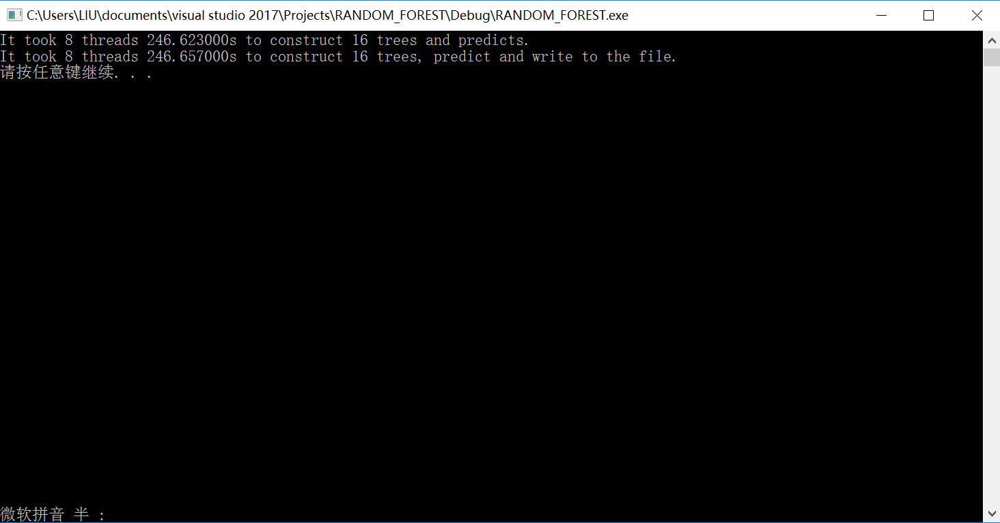 C:\Users\LIU\documents\visual studio 2017\Projects\RANDOM_FOREST\Debug\RANDOM_FOREST.exe
It took 8 threads 246.623000s to construct 16 trees and predicts.
It took 8 threads 246.657000s to construct 16 trees, predict and write to the file.
请按任意键继续. . .
微软拼音 半 :